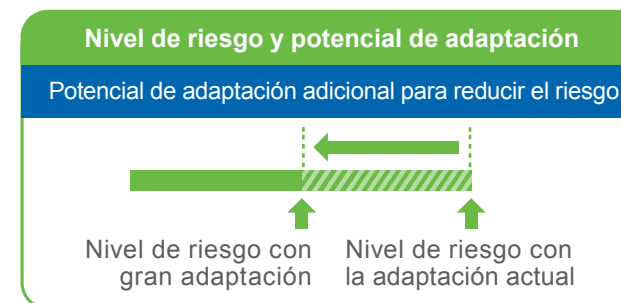 Nivel de riesgo y potencial de adaptación
Potencial de adaptación adicional para reducir el riesgo
Nivel de riesgo con
gran adaptación
Nivel de riesgo con
la adaptación actual